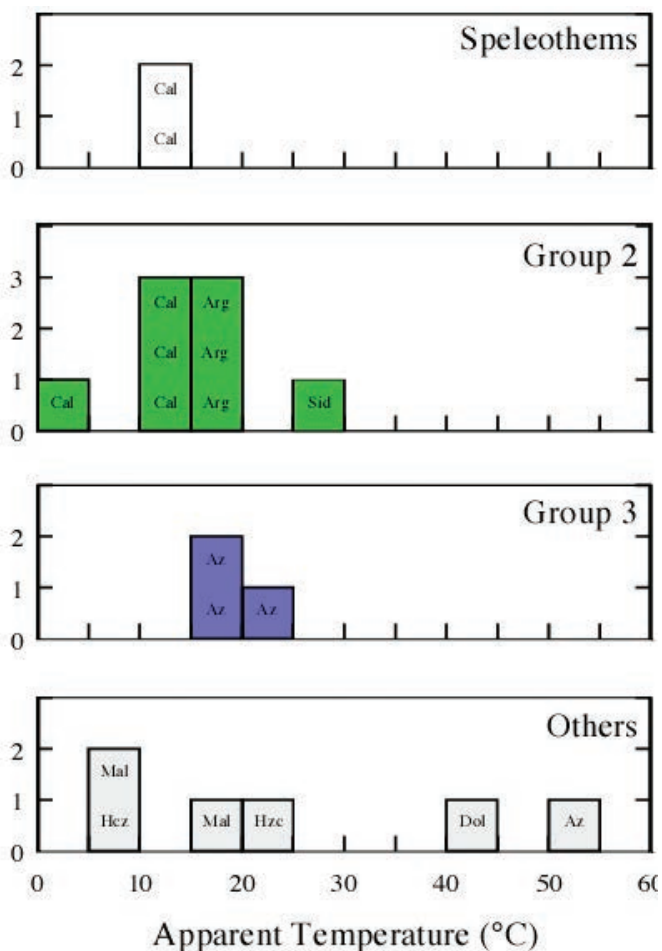 Speleothems
2
Cal
1
Cal
0
Group 2
3
Cal Arg
2
Cal Arg
1
Cal Cal Arg Sid
0
Group 3
2
Az
1
Az Az
0
Others
2
Mal
1
Hcz Mal Hzc Dol Az
0
0 10 20 30 40 50 60
Apparent Temperature (°C)